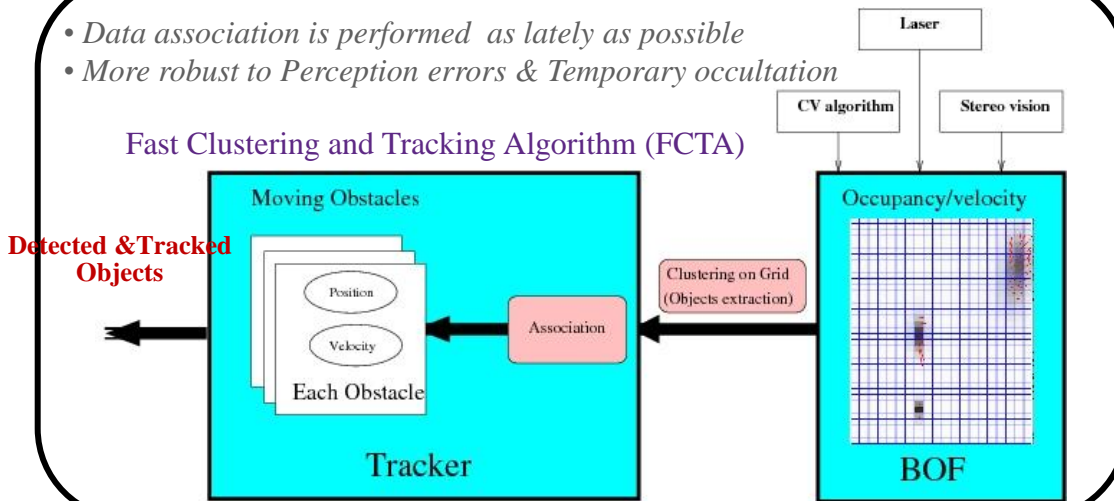 • Data association is performed as lately as possible
• More robust to Perception errors & Temporary occultation
Fast Clustering and Tracking Algorithm (FCTA)
Laser
CV algorithm
Stereo vision
Detected &Tracked
Objects
Moving Obstacles
Position
Velocity
Each Obstacle
Tracker
Association
Clustering on Grid
(Objects extraction)
Occupancy/velocity
BOF